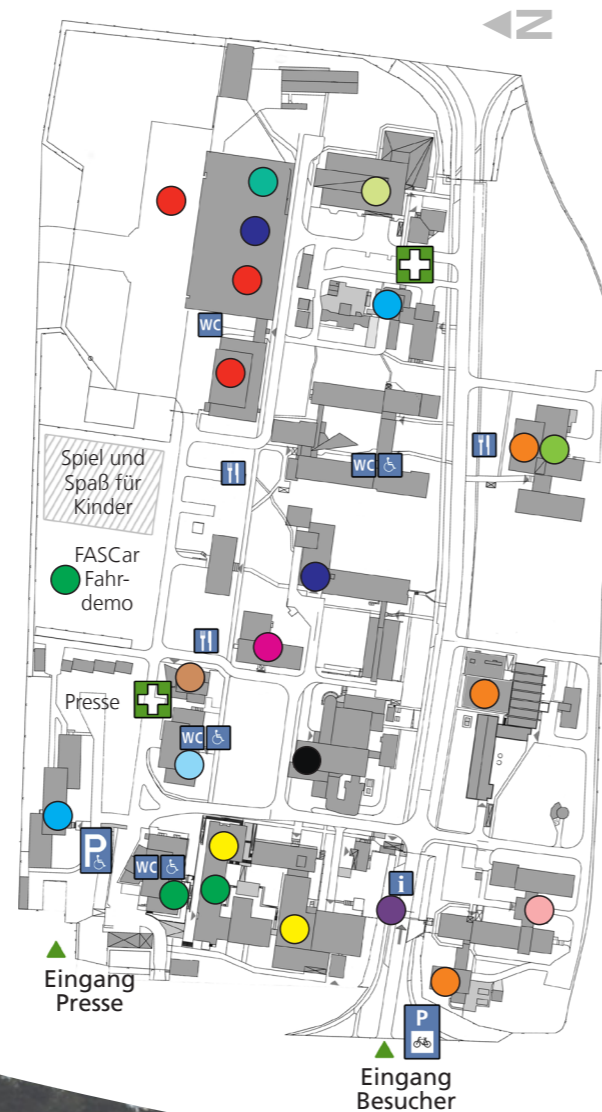 N
WC
Spiel und
Spaß für
Kinder
WC
FASCar
Fahr-
demo
Presse
WC
P
WC
i
Eingang
Presse
P
Eingang
Besucher